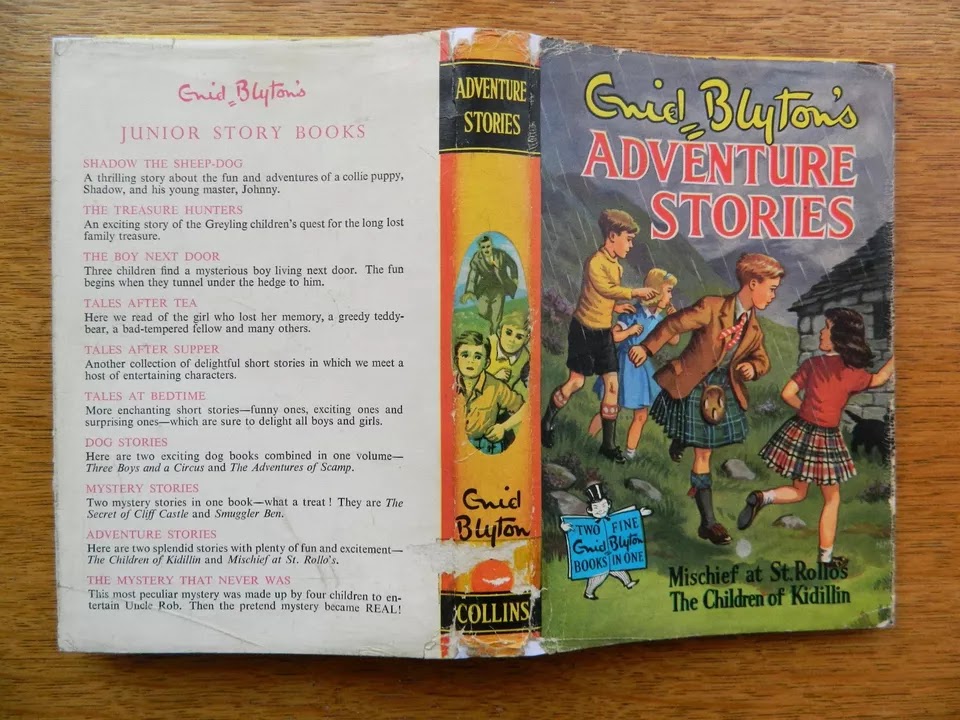 Enid Blyton's
JUNIOR STORY BOOKS
SHADOW THE SHEEP-DOG
A thrilling story about the fun and adventures of a collie puppy,
Shadow, and his young master, Johnny.
THE TREASURE HUNTERS
An exciting story of the Greyling children's quest for the long lost
family treasure.
THE BOY NEXT DOOR
Three children find a mysterious boy living next door. The fun
begins when they tunnel under the hedge to him.
TALES AFTER TEA
Here we read of the girl who lost her memory, a greedy teddy-
bear, a bad-tempered fellow and many others.
TALES AFTER SUPPER
Another collection of delightful short stories in which we meet a
host of entertaining characters.
TALES AT BEDTIME
More enchanting short stories—funny ones, exciting ones and
surprising ones—which are sure to delight all boys and girls.
DOG STORIES
Here are two exciting dog books combined in one volume—
Three Boys and a Circus and The Adventures of Scamp.
MYSTERY STORIES
Two mystery stories in one book—what a treat ! They are The
Secret of Cliff Castle and Smuggler Ben.
ADVENTURE STORIES
Here are two splendid stories with plenty of fun and excitement—
The Children of Kidillin and Mischief at St. Rollo's.
THE MYSTERY THAT NEVER WAS
This most peculiar mystery was made up by four children to en-
tertain Uncle Rob. Then the pretend mystery became REAL!
ADVENTURE
STORIES
Enid
Blyton
COLLINS
Enid Blyton's
ADVENTURE
STORIES
TWO FINE
Enid Blyton
BOOKS IN ONE
Mischief at St. Rollo's
The Children of Kidillin